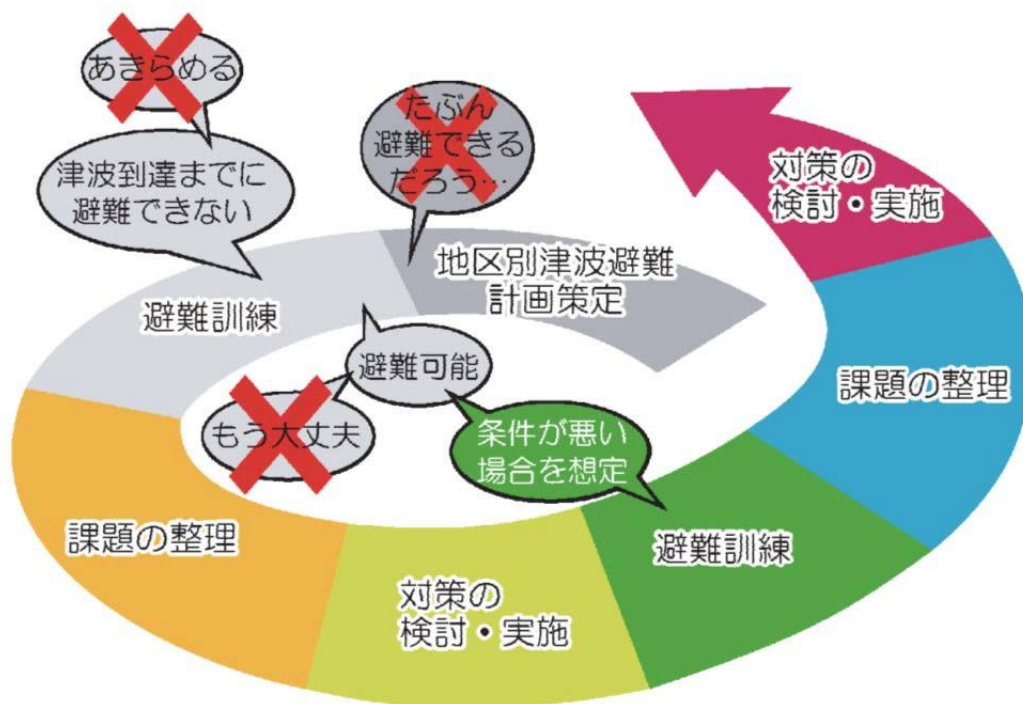 あきらめる
津波到達までに
避難できない
たぶん
避難できる
だろう…
地区別津波避難
計画策定
避難訓練
避難可能
もう大丈夫
条件が悪い
場合を想定
課題の整理
対策の
検討・実施
避難訓練
課題の整理
対策の
検討・実施